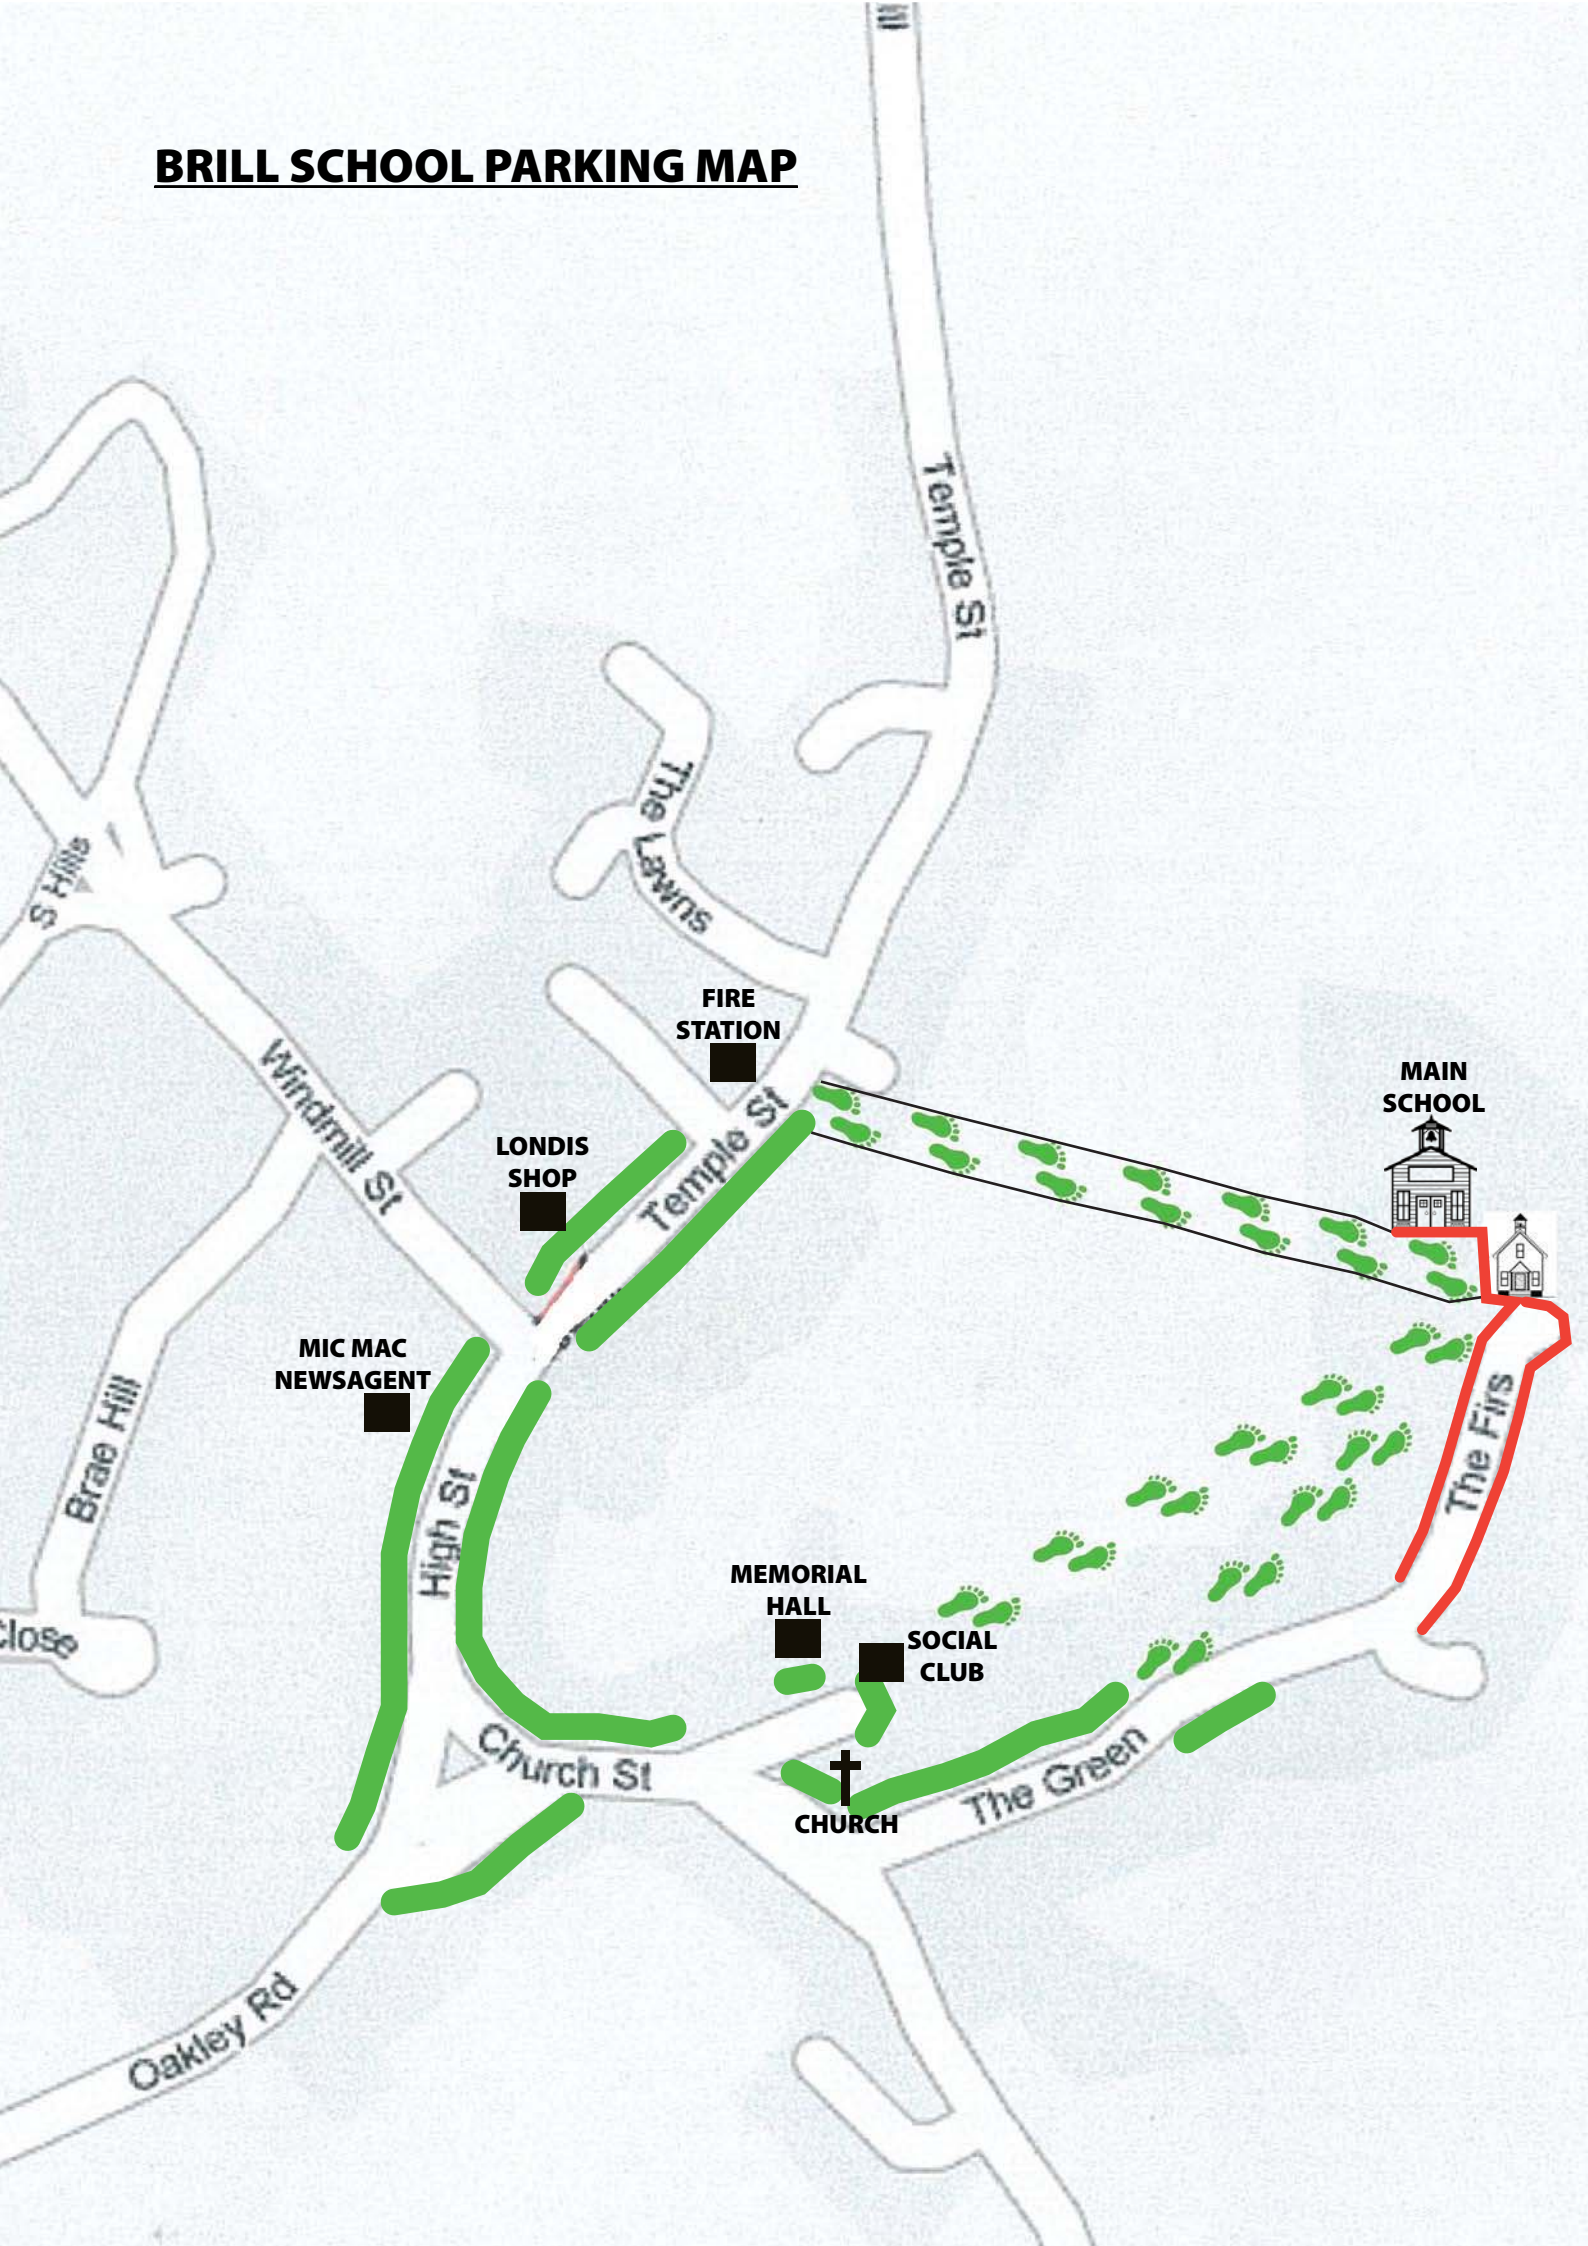 BRILL SCHOOL PARKING MAP
Temple St
The Lawns
S Hills
FIRE
STATION
Windmill St
MAIN
SCHOOL
LONDIS
SHOP
Temple St
MIC MAC
NEWSAGENT
Brae Hill
High St
The Firs
MEMORIAL
HALL
SOCIAL
CLUB
Close
Church St
The Green
CHURCH
Oakley Rd